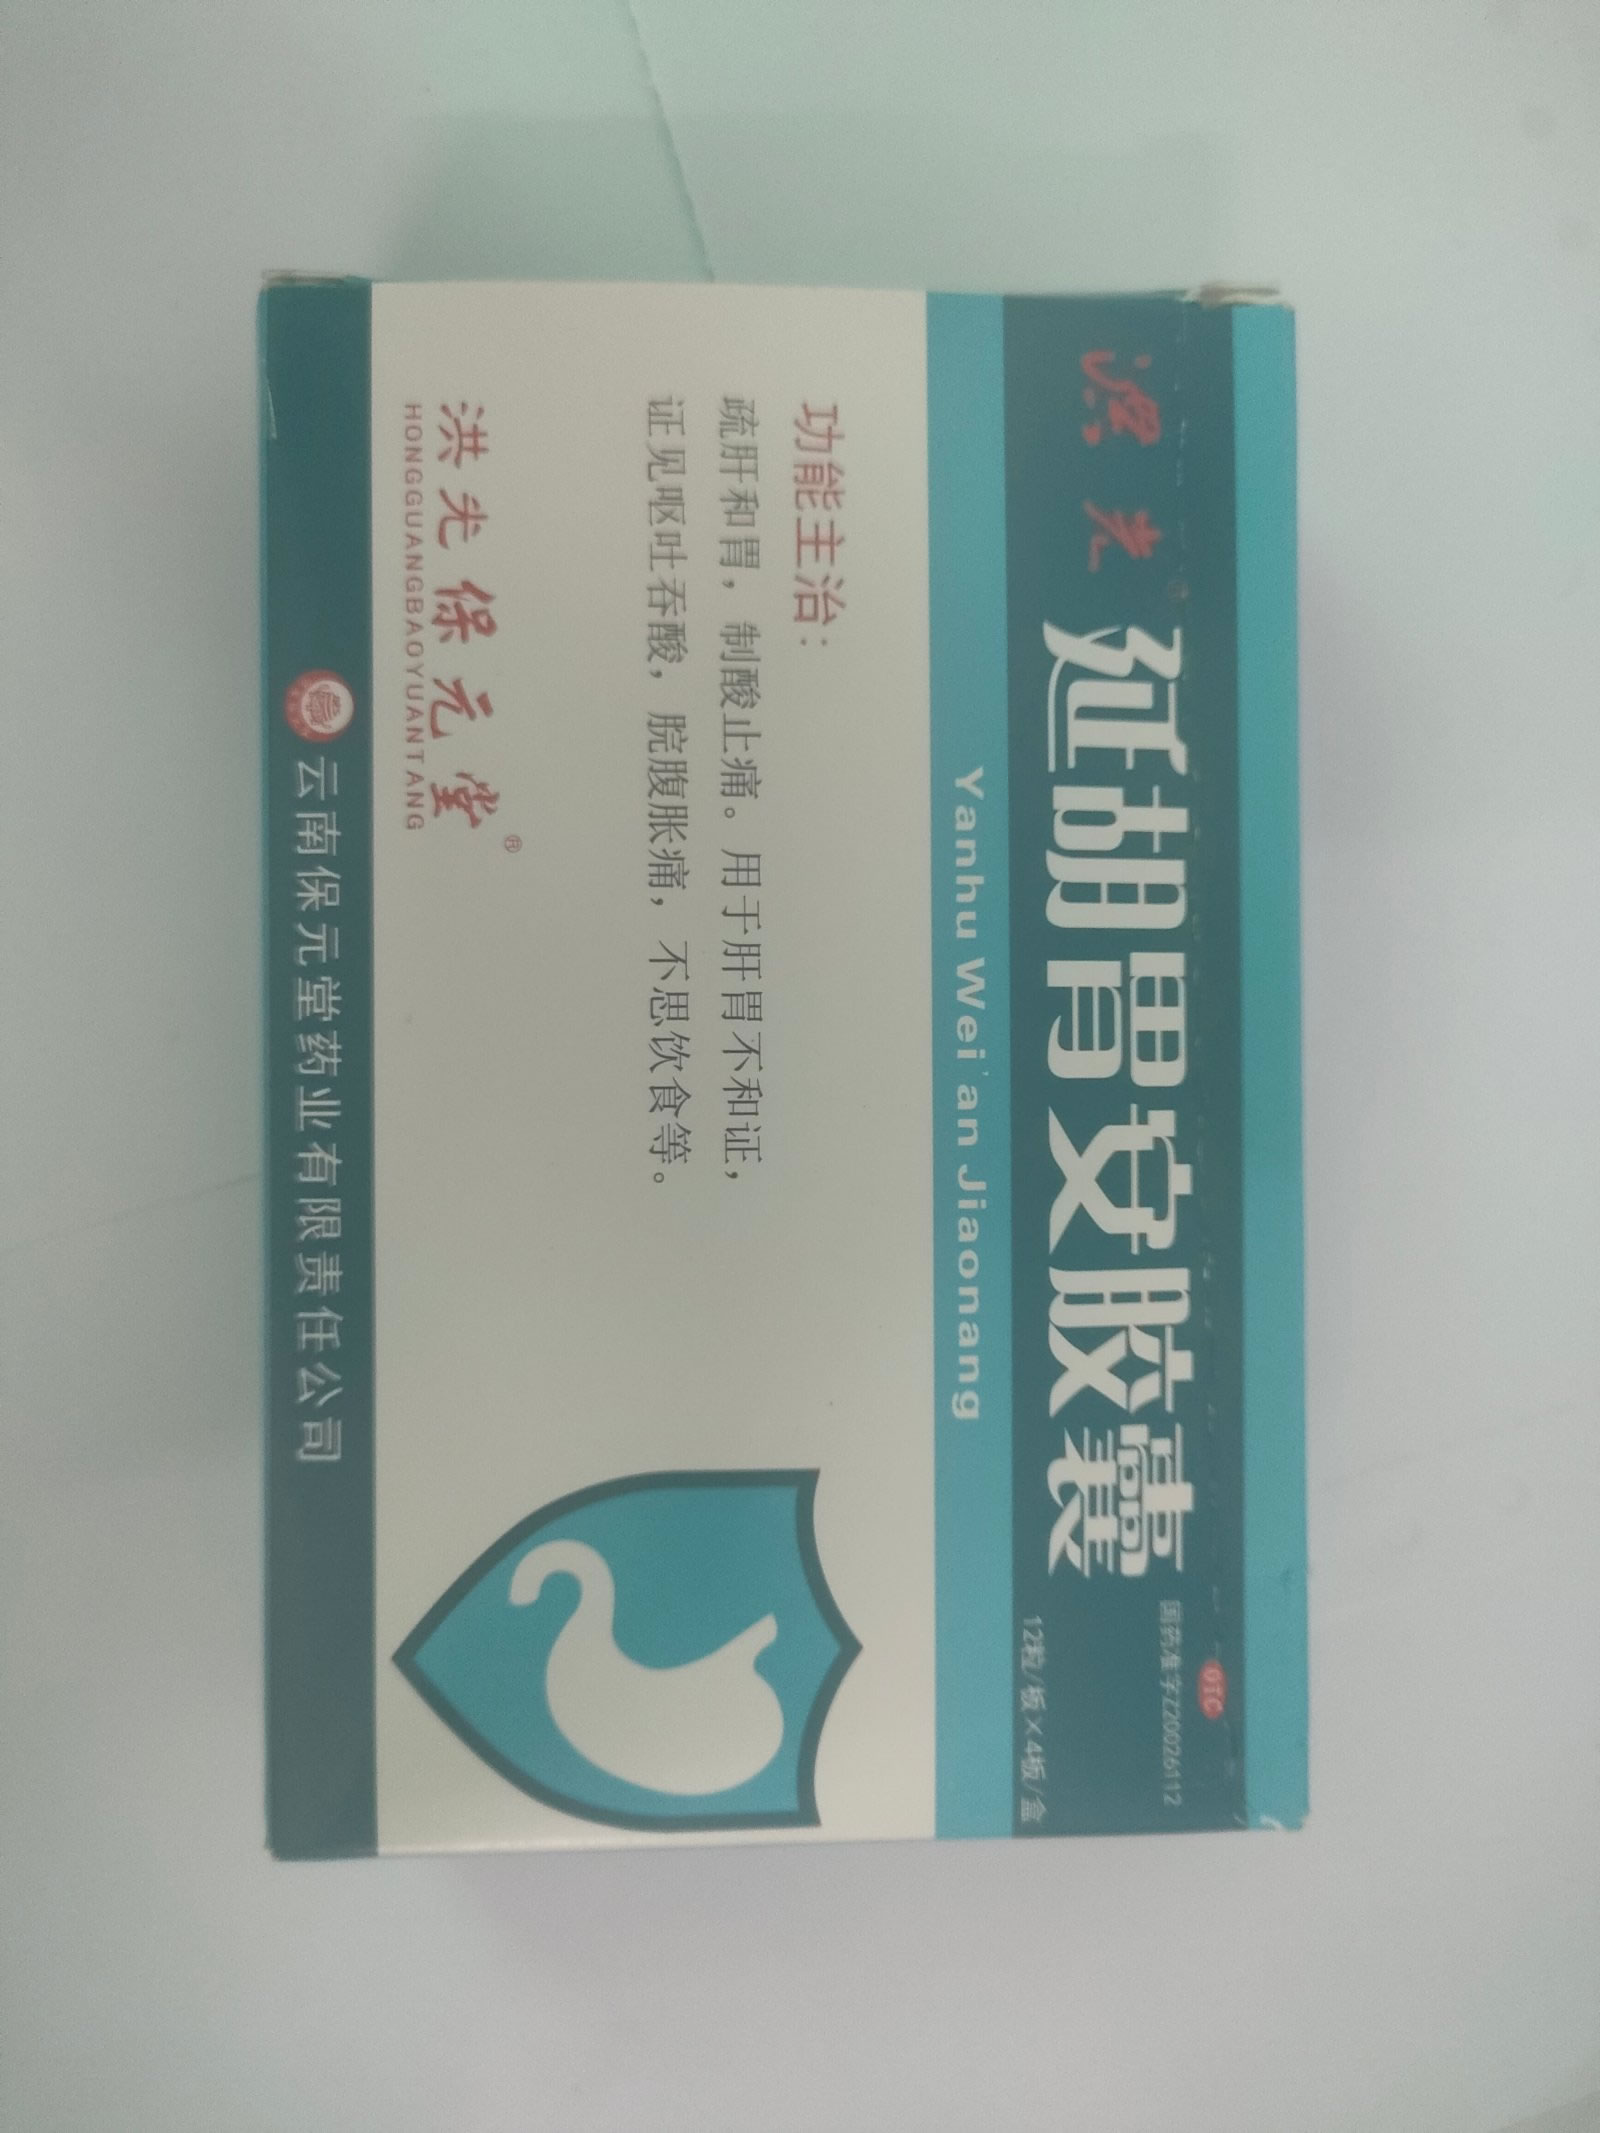 洪光®
延胡胃安胶囊
OTC
国药准字Z20026112
12粒/板×4板/盒
Yanhu Wei'an Jiaonang
功能主治：
疏肝和胃，制酸止痛。用于肝胃不和证，
证见呕吐吞酸，脘腹胀痛，不思饮食等。
洪光保元堂®
HONGGUANGBAOYUANTANG
云南保元堂药业有限责任公司